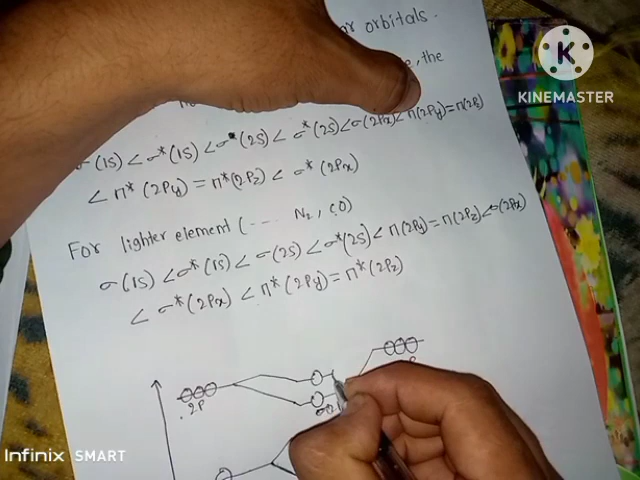 orbitals.
the
KINEMASTER
σ(1S) < σ*(1S) < σ*(2S) < σ*(2S) < σ(2Px) < π(2Py) = π(2Pz)
< π*(2Py) = π*(2Pz) < σ*(2Px)
For lighter element (.... N2, CO)
σ(1S) < σ*(1S) < σ(2S) < σ*(2S) < π(2Py) = π(2Pz) < σ(2Px)
< σ*(2Px) < π*(2Py) = π*(2Pz)
2P
Infinix SMART